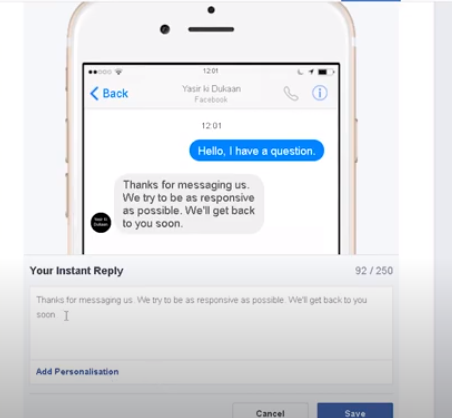 12:01
Back
Yasir ki Dukaan
Facebook
12:01
Hello, I have a question.
Thanks for messaging us.
We try to be as responsive
as possible. We'll get back
to you soon.
Yasir ki
Dukaan
Your Instant Reply
92 / 250
Thanks for messaging us. We try to be as responsive as possible. We'll get back to you
soon
Add Personalisation
Cancel
Save